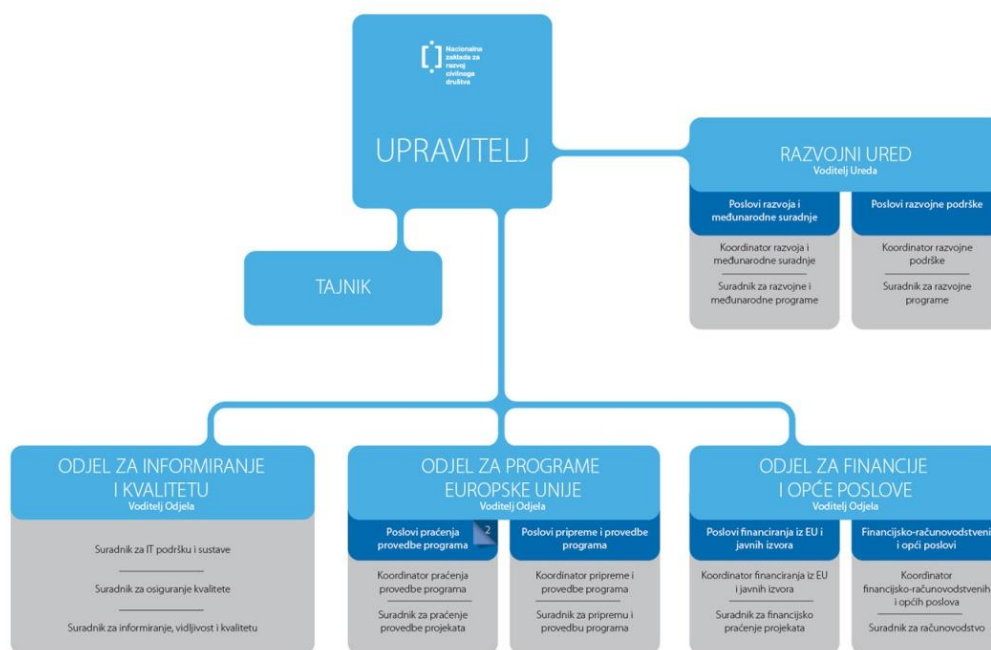 Nacionalna
zaklada za
razvoj
civilnoga
društva
UPRAVITELJ
RAZVOJNI URED
Voditelj Ureda
Poslovi razvoja i
međunarodne suradnje
Koordinator razvoja i
međunarodne suradnje
Suradnik za razvojne i
međunarodne programe
Poslovi razvojne podrške
Koordinator razvojne
podrške
Suradnik za razvojne
programe
TAJNIK
ODJEL ZA INFORMIRANJE
I KVALITETU
Voditelj Odjela
Suradnik za IT podršku i sustave
Suradnik za osiguranje kvalitete
Suradnik za informiranje, vidljivost i kvalitetu
ODJEL ZA PROGRAME
EUROPSKE UNIJE
Voditelj Odjela
Poslovi praćenja
provedbe programa
2
Koordinator praćenja
provedbe programa
Suradnik za praćenje
provedbe projekata
Poslovi pripreme i provedbe
programa
Koordinator pripreme i
provedbe programa
Suradnik za pripremu i
provedbu programa
ODJEL ZA FINANCIJE
I OPĆE POSLOVE
Voditelj Odjela
Poslovi financiranja iz EU i
javnih izvora
Koordinator financiranja iz EU
i javnih izvora
Suradnik za financijsko
praćenje projekata
Financijsko-računovodstveni
i opći poslovi
Koordinator
financijsko-računovodstvenih
i općih poslova
Suradnik za računovodstvo